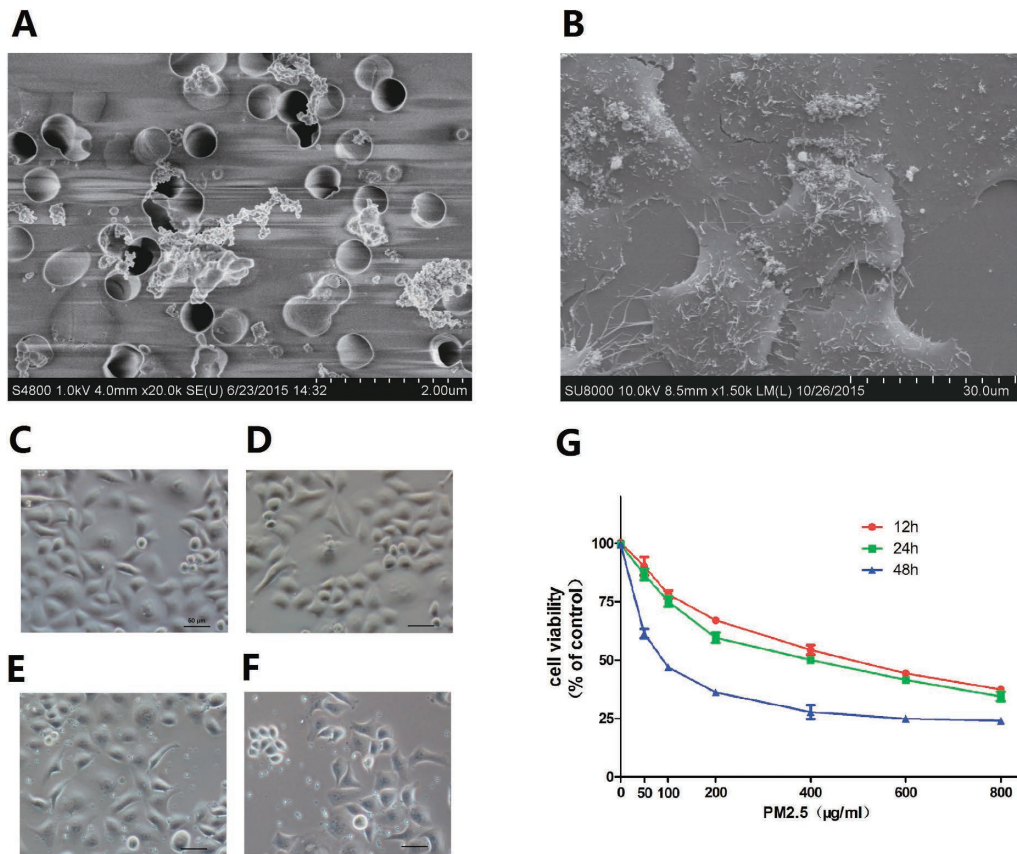 A
B
S4800 1.0kV 4.0mm x20.0k SE(U) 6/23/2015 14:32 2.00um
SU8000 10.0kV 8.5mm x1.50k LM(L) 10/26/2015 30.0um
C
D
50 μm
E
F
G
12h
24h
48h
cell viability
(% of control)
100
75
50
25
0
0 50 100 200 400 600 800
PM2.5 (μg/ml)